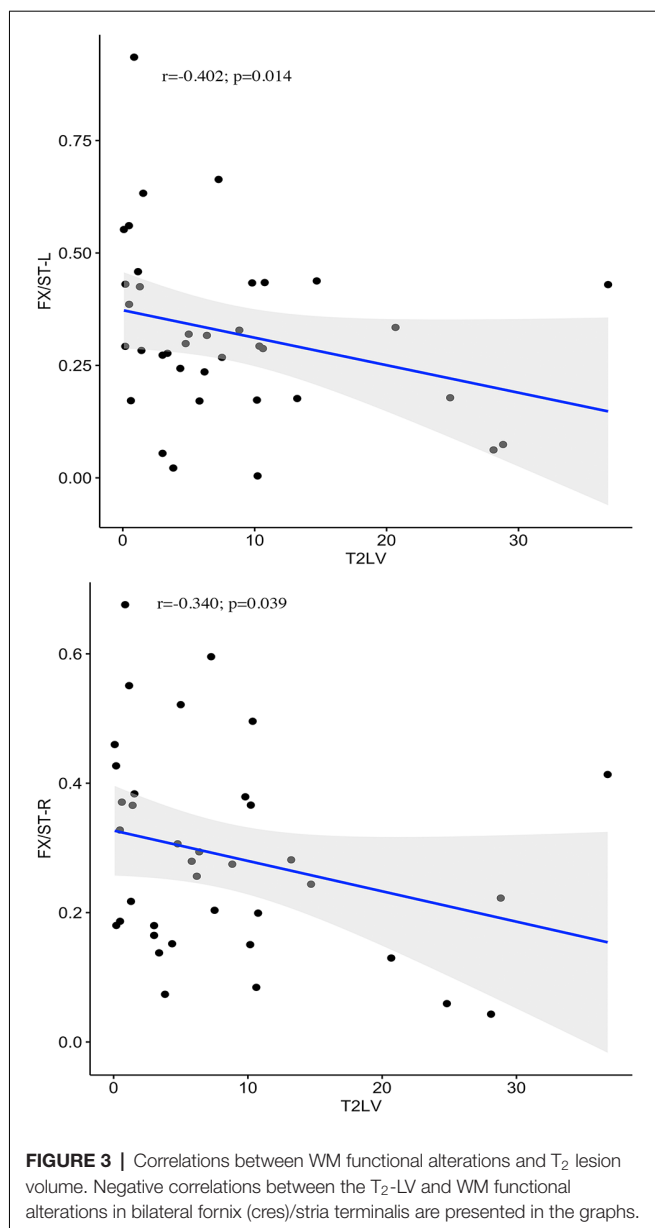 r=-0.402; p=0.014
0.75
0.50
0.25
0.00
FX/ST-L
0 10 20 30
T2LV
r=-0.340; p=0.039
0.6
0.4
0.2
0.0
FX/ST-R
0 10 20 30
T2LV
FIGURE 3 | Correlations between WM functional alterations and T₂ lesion
volume. Negative correlations between the T₂-LV and WM functional
alterations in bilateral fornix (cres)/stria terminalis are presented in the graphs.